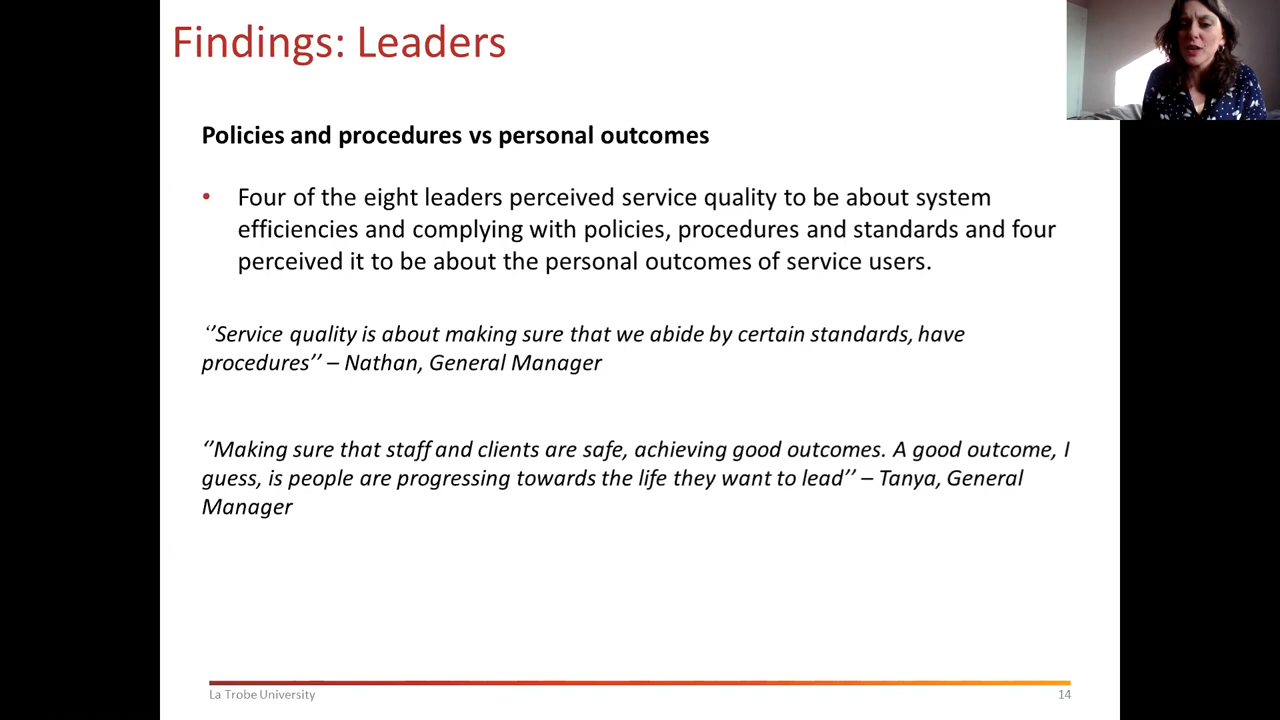 Findings: Leaders
Policies and procedures vs personal outcomes
• Four of the eight leaders perceived service quality to be about system
efficiencies and complying with policies, procedures and standards and four
perceived it to be about the personal outcomes of service users.
‘’Service quality is about making sure that we abide by certain standards, have
procedures’’ – Nathan, General Manager
‘’Making sure that staff and clients are safe, achieving good outcomes. A good outcome, I
guess, is people are progressing towards the life they want to lead’’ – Tanya, General
Manager
La Trobe University
14